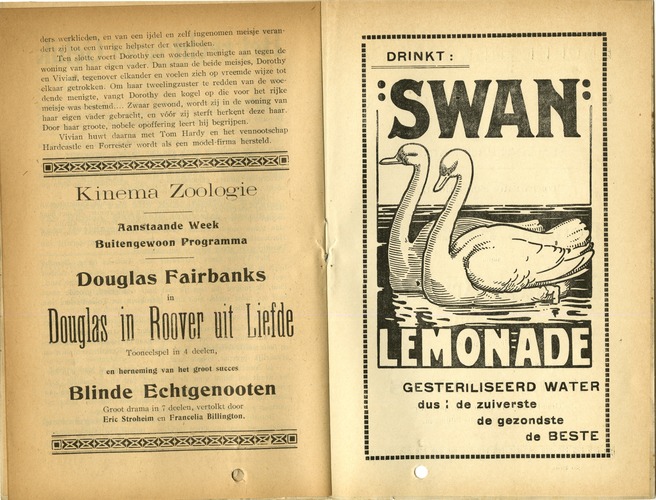 ders werklieden, en van een ijdel en zelf ingenomen meisje veran-
dert zij tot een vurige helpster der werklieden.
Ten slotte voert Dorothy een woedende menigte aan tegen de
woning van haar eigen vader. Dan staan de beide meisjes, Dorothy
en Viviaff, tegenover elkander en voelen zich op vreemde wijze tot
elkaar getrokken. Om haar tweelingzuster te redden van de woe-
dende menigte, vangt Dorothy den kogel op die voor het rijke
meisje was bestemd.... Zwaar gewond, wordt zij in de woning van
haar eigen vader gebracht, en vóór zij sterft herkent deze haar.
Door haar groote, nobele opoffering leert hij begrijpen.
Vivian huwt daarna met Tom Hardy en het vennootschap
Hardcastle en Forrester wordt als een model-firma hersteld.
Kinema Zoologie
Aanstaande Week
Buitengewoon Programma
Douglas Fairbanks
in
Douglas in Roover uit Liefde
Tooneelspel in 4 deelen,
en herneming van het groot succes
Blinde Echtgenooten
Groot drama in 7 deelen, vertolkt door
Eric Stroheim en Francelia Billington.
DRINKT :
:SWAN:
LEMONADE
GESTERILISEERD WATER
dus : de zuiverste
de gezondste
de BESTE